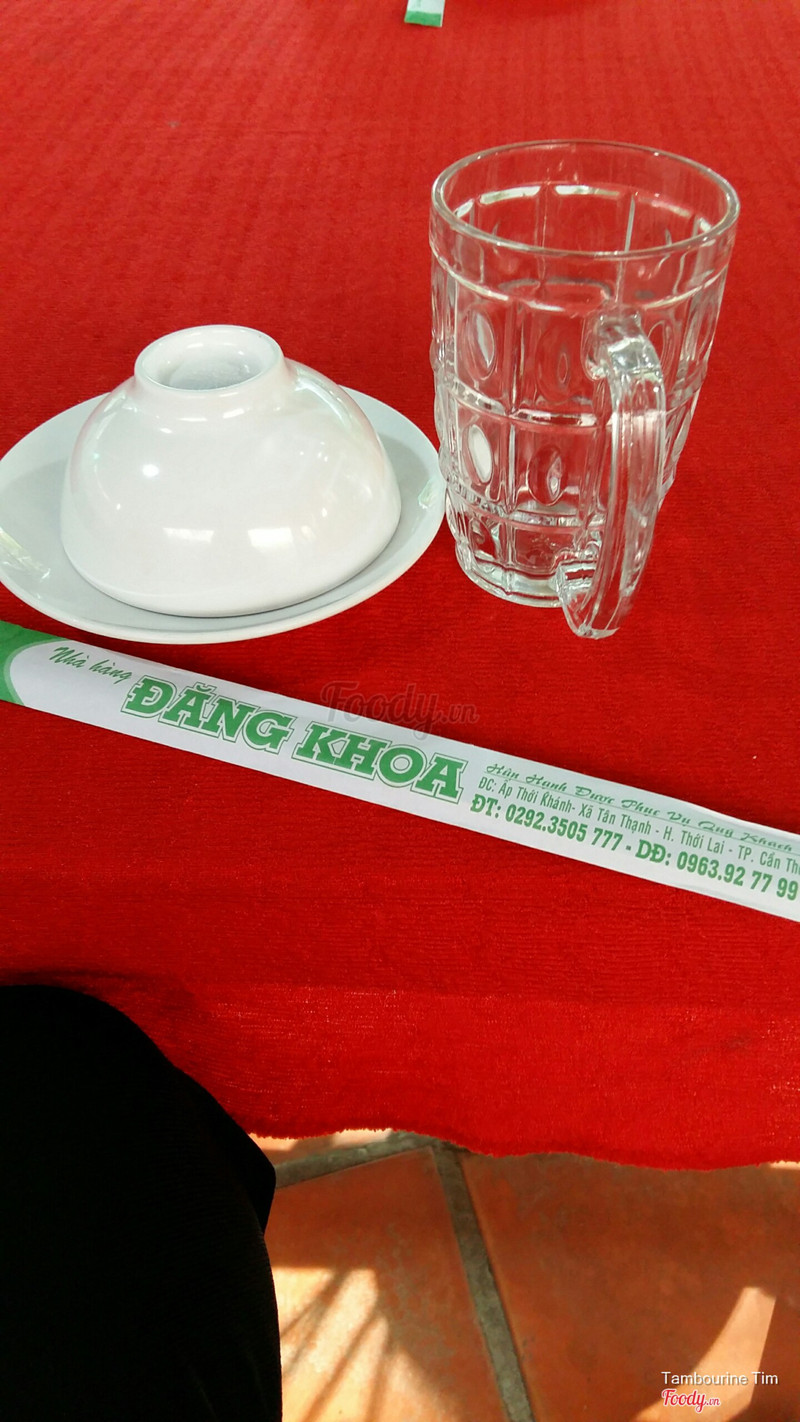 Nhà hàng
ĐĂNG KHOA
Hân Hạnh Được Phục Vụ Quý Khách
ĐC: Ấp Thới Khánh- Xã Tân Thạnh - H. Thới Lai - TP. Cần Thơ
ĐT: 0292.3505 777 - DĐ: 0963.92 77 99
Foody.vn
Tambourine Tim
Foody.vn